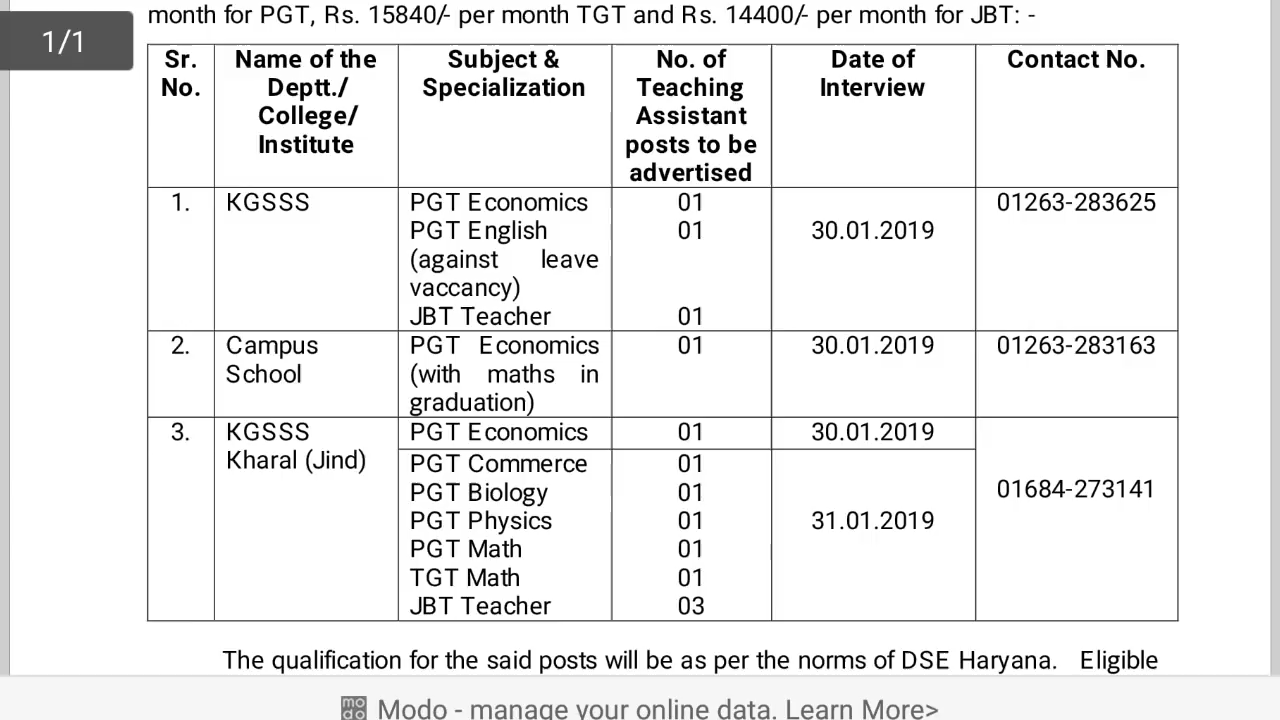 month for PGT, Rs. 15840/- per month TGT and Rs. 14400/- per month for JBT: -
1/1
Sr. No. Name of the Deptt./ College/ Institute Subject & Specialization No. of Teaching Assistant posts to be advertised Date of Interview Contact No.
1. KGSSS PGT Economics 01 01263-283625
PGT English 01 30.01.2019
(against leave
vaccancy)
JBT Teacher 01
2. Campus PGT Economics 01 30.01.2019 01263-283163
School (with maths in
graduation)
3. KGSSS PGT Economics 01 30.01.2019
Kharal (Jind) PGT Commerce 01
PGT Biology 01 01684-273141
PGT Physics 01 31.01.2019
PGT Math 01
TGT Math 01
JBT Teacher 03
The qualification for the said posts will be as per the norms of DSE Haryana. Eligible
modo Modo - manage your online data. Learn More>